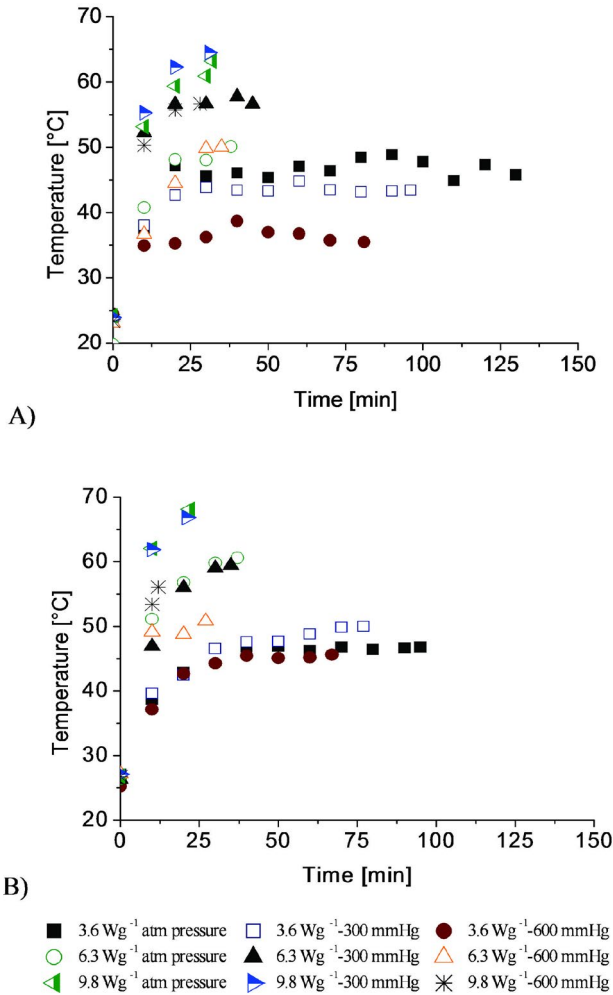 70
60
50
40
30
20
Temperature [°C]
0 25 50 75 100 125 150
Time [min]
A)
70
60
50
40
30
20
Temperature [°C]
0 25 50 75 100 125 150
Time [min]
B)
3.6 Wg⁻¹ atm pressure 3.6 Wg⁻¹-300 mmHg 3.6 Wg⁻¹-600 mmHg
6.3 Wg⁻¹ atm pressure 6.3 Wg⁻¹-300 mmHg 6.3 Wg⁻¹-600 mmHg
9.8 Wg⁻¹ atm pressure 9.8 Wg⁻¹-300 mmHg 9.8 Wg⁻¹-600 mmHg